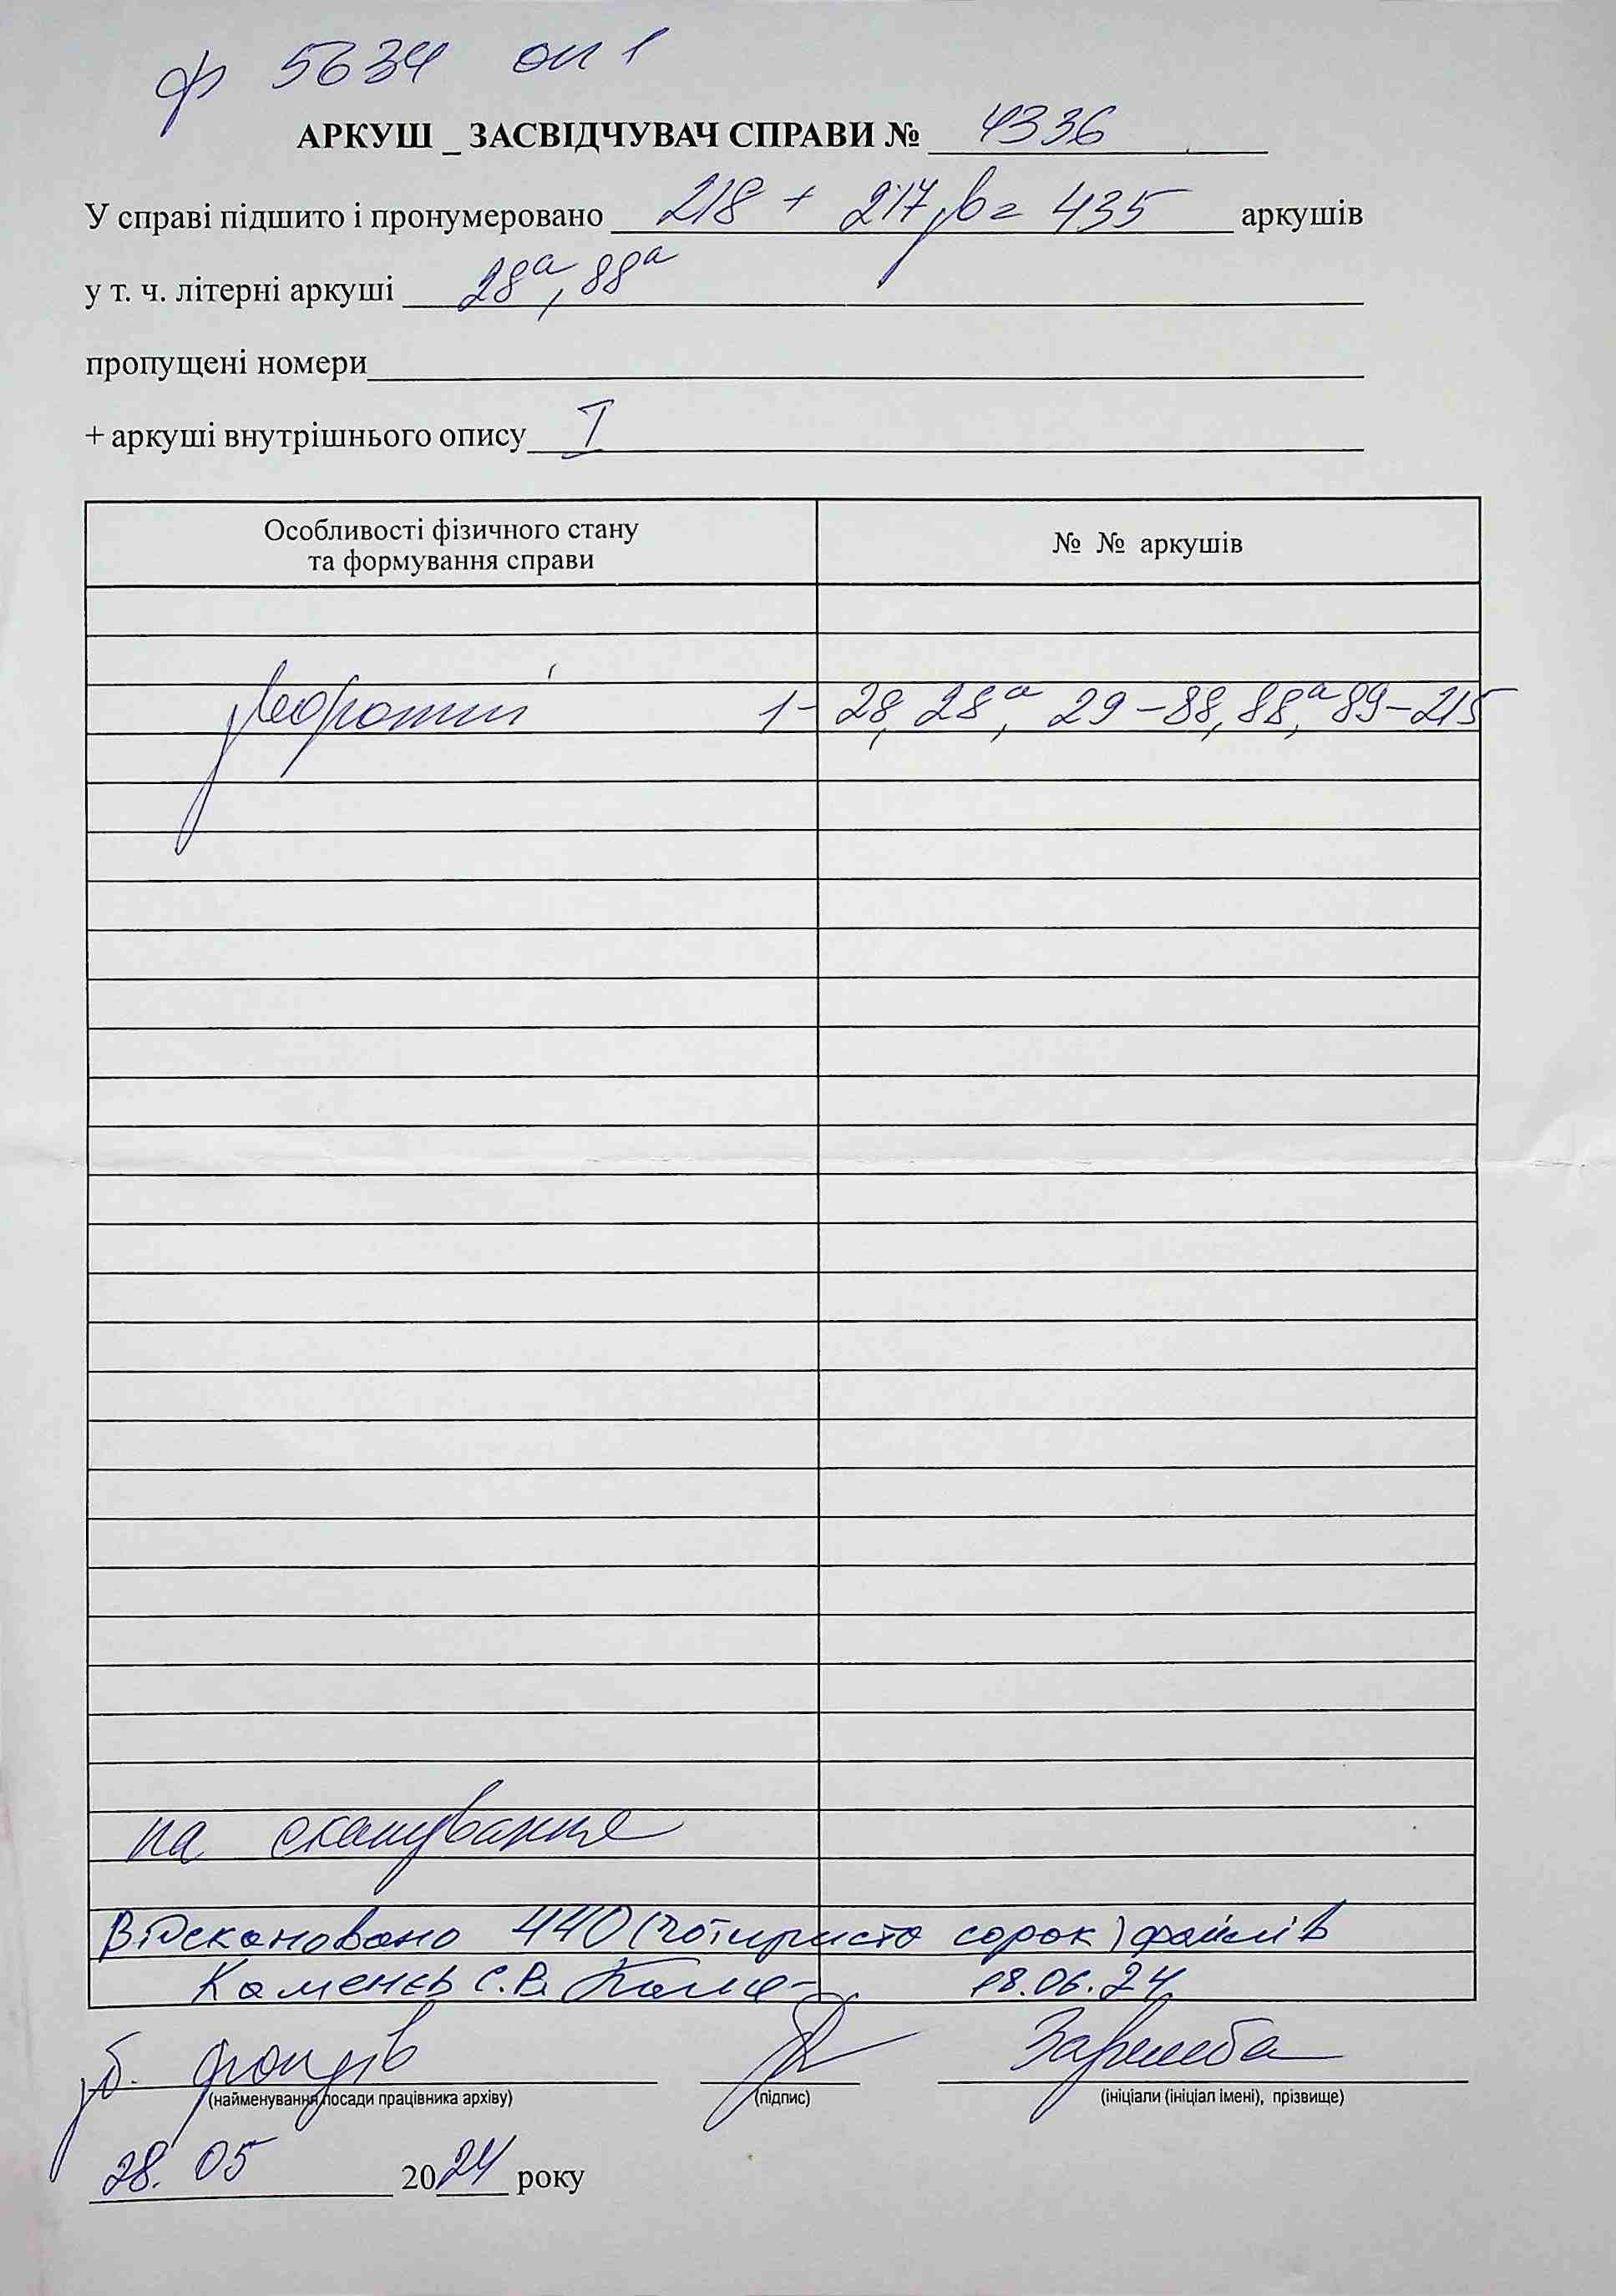 ф 5634 оп 1
АРКУШ _ ЗАСВІДЧУВАЧ СПРАВИ № 4336
У справі підшито і пронумеровано 218 + 217 зв = 435 аркушів
у т. ч. літерні аркуші 28а, 88а
пропущені номери
+ аркуші внутрішнього опису I
Особливості фізичного стану та формування справи
№ № аркушів
зворотній 1-28, 28а, 29-88, 88а, 89-215
на сканування
Відскановано 440 (чотириста сорок) файлів
Каменєв С.В. 18.06.24
зб. фондів
(найменування посади працівника архіву) (підпис) (ініціали (ініціал імені), прізвище)
28. 05 2024 року